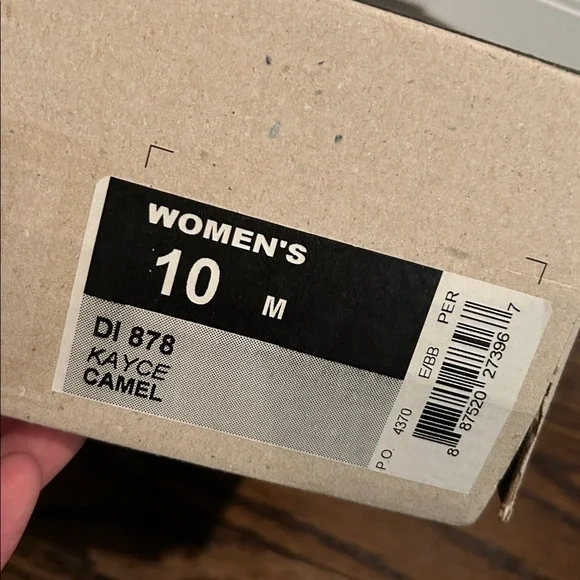 WOMEN'S
10 M
DI 878
KAYCE
CAMEL
P.O. 4370 E/BB PER
8 87520 27396 7